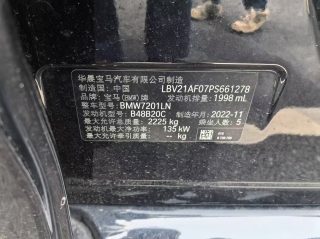 华晨宝马汽车有限公司制造
制造国: 中国 LBV21AF07PS661278
品牌: 宝马(BMW)牌 发动机排量: 1998 mL
整车型号: BMW7201LN
发动机型号: B48B20C 制造年月: 2022-11
最大允许总质量: 2225 kg 乘坐人数: 5
发动机最大净功率: 135 kW
最大允许牵引质量: -- kg